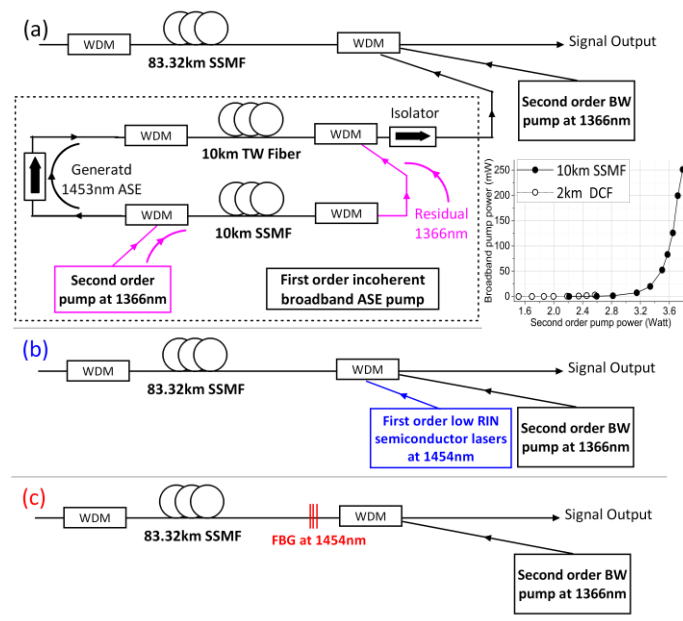 (a)
WDM
WDM
Signal Output
83.32km SSMF
Second order BW
pump at 1366nm
Isolator
WDM
WDM
10km TW Fiber
Generatd
1453nm ASE
WDM
WDM
10km SSMF
Residual
1366nm
Second order
pump at 1366nm
First order incoherent
broadband ASE pump
10km SSMF
2km DCF
Broadband pump power (mW)
250
200
150
100
50
0
1.6 2.0 2.4 2.8 3.2 3.6
Second order pump power (Watt)
(b)
WDM
WDM
Signal Output
83.32km SSMF
First order low RIN
semiconductor lasers
at 1454nm
Second order BW
pump at 1366nm
(c)
WDM
WDM
Signal Output
83.32km SSMF
FBG at 1454nm
Second order BW
pump at 1366nm